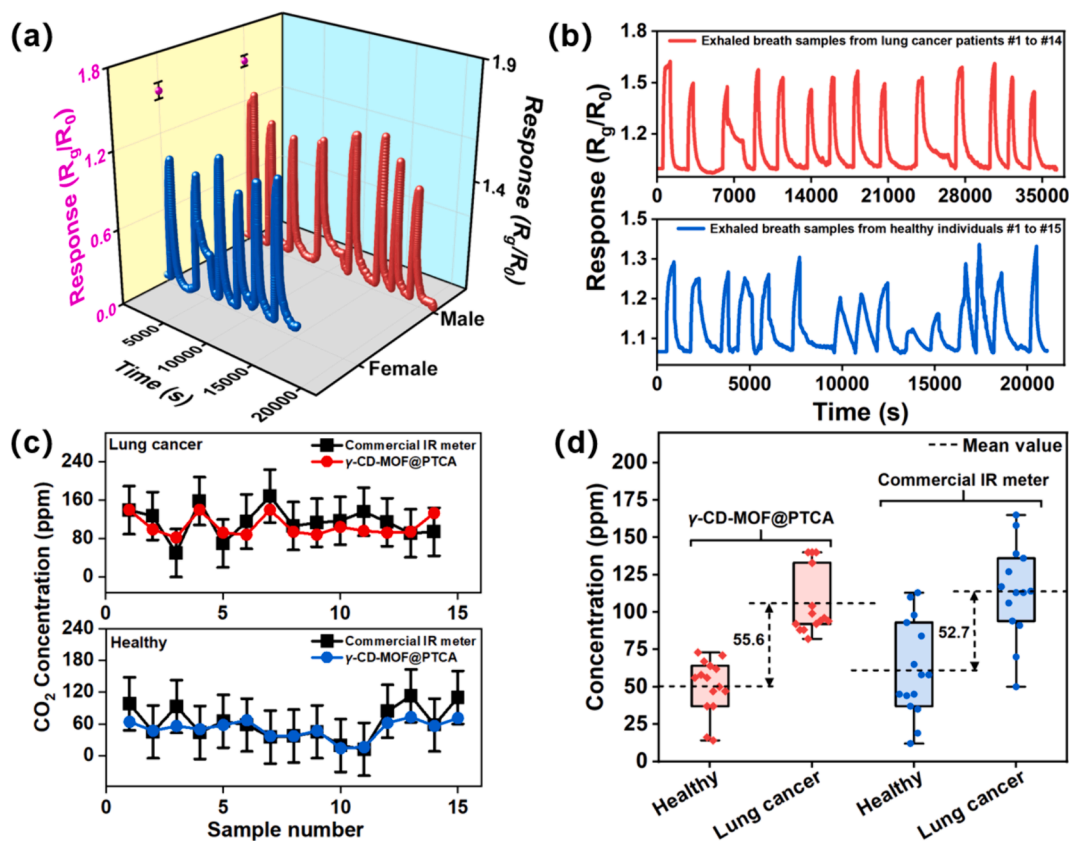 (a)
1.8
1.2
0.6
0.0
Response (Rg/R0)
1.9
1.4
Response (Rg/R0)
5000
10000
15000
20000
Time (s)
Male
Female
(b)
1.8
1.5
1.2
Exhaled breath samples from lung cancer patients #1 to #14
0 7000 14000 21000 28000 35000
1.5
1.3
1.2
1.1
Exhaled breath samples from healthy individuals #1 to #15
0 5000 10000 15000 20000
Response (Rg/R0)
Time (s)
(c)
Lung cancer
Commercial IR meter
γ-CD-MOF@PTCA
240
160
80
0
0 5 10 15
Healthy
Commercial IR meter
γ-CD-MOF@PTCA
240
180
120
60
0
0 5 10 15
CO2 Concentration (ppm)
Sample number
(d)
Mean value
Commercial IR meter
γ-CD-MOF@PTCA
200
175
150
125
100
75
50
25
0
55.6
52.7
Concentration (ppm)
Healthy
Lung cancer
Healthy
Lung cancer